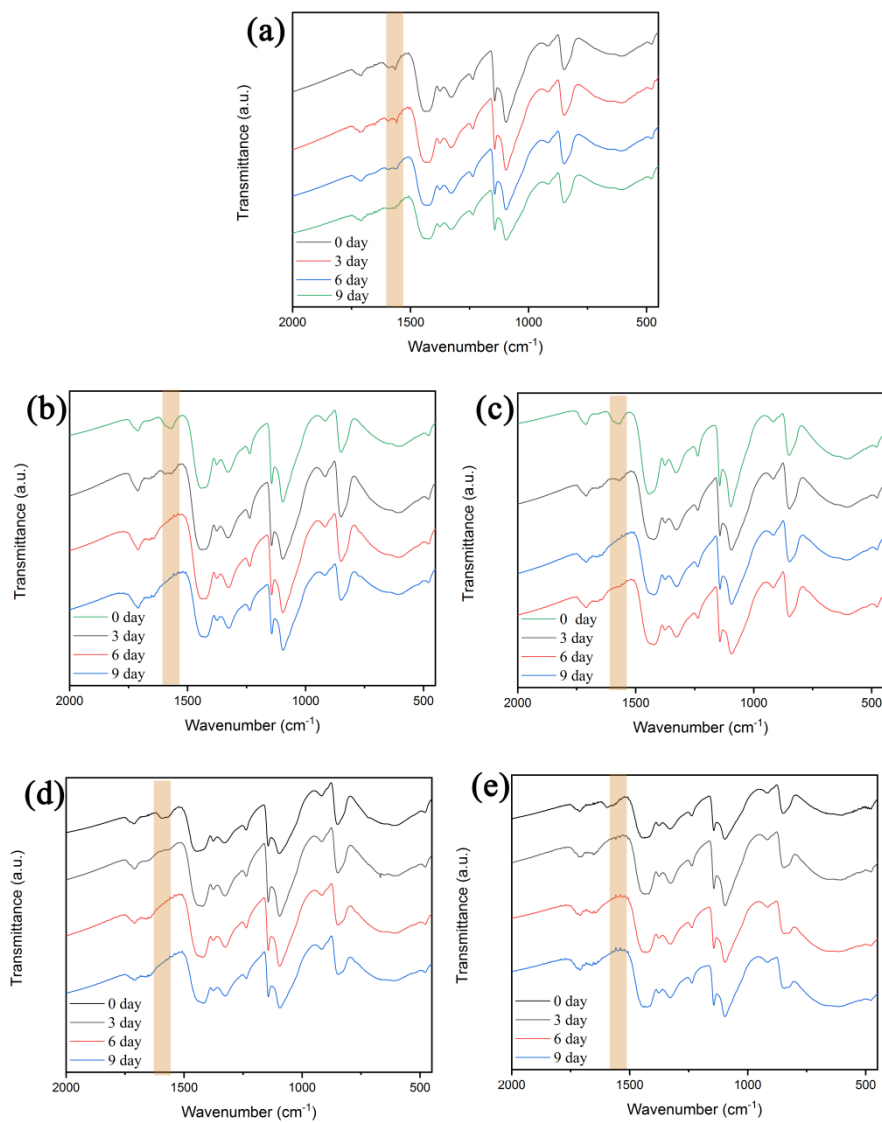 (a)
Transmittance (a.u.)
0 day
3 day
6 day
9 day
2000 1500 1000 500
Wavenumber (cm⁻¹)
(b)
Transmittance (a.u.)
0 day
3 day
6 day
9 day
2000 1500 1000 500
Wavenumber (cm⁻¹)
(c)
Transmittance (a.u.)
0 day
3 day
6 day
9 day
2000 1500 1000 500
Wavenumber (cm⁻¹)
(d)
Transmittance (a.u.)
0 day
3 day
6 day
9 day
2000 1500 1000 500
Wavenumber (cm⁻¹)
(e)
Transmittance (a.u.)
0 day
3 day
6 day
9 day
2000 1500 1000 500
Wavenumber (cm⁻¹)